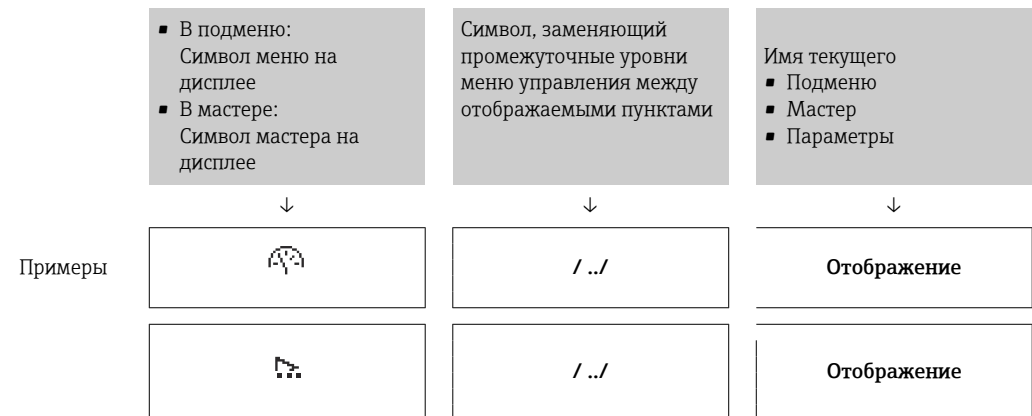 ▪ В подменю:
Символ меню на
дисплее
▪ В мастере:
Символ мастера на
дисплее
Символ, заменяющий
промежуточные уровни
меню управления между
отображаемыми пунктами
Имя текущего
▪ Подменю
▪ Мастер
▪ Параметры
↓ ↓ ↓
Примеры / ../ Отображение
/ ../ Отображение